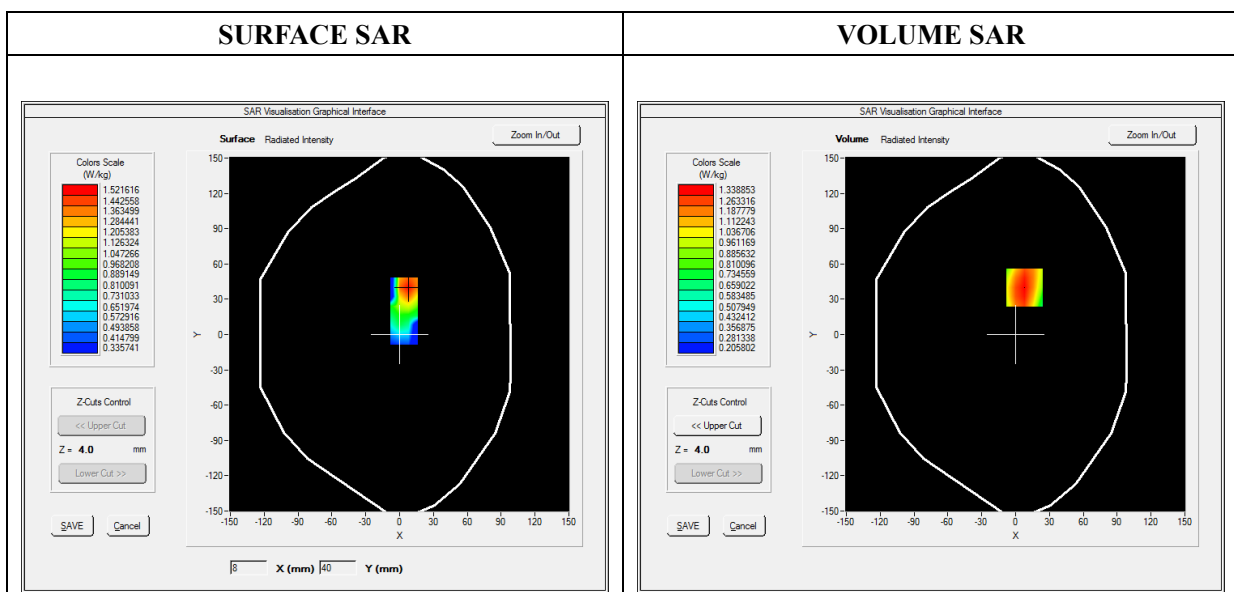 SURFACE SAR
VOLUME SAR
SAR Visualisation Graphical Interface
Surface Radiated Intensity
Zoom In/Out
Colors Scale
(W/kg)
1.521616
1.442558
1.363499
1.284441
1.205383
1.126324
1.047266
0.968208
0.889149
0.810091
0.731033
0.651974
0.572916
0.493858
0.414799
0.335741
150
120
90
60
30
0
-30
-60
-90
-120
-150
Y
-150 -120 -90 -60 -30 0 30 60 90 120 150
X
Z-Cuts Control
<< Upper Cut
Z = 4.0 mm
Lower Cut >>
SAVE Cancel
8 X (mm) 40 Y (mm)
SAR Visualisation Graphical Interface
Volume Radiated Intensity
Zoom In/Out
Colors Scale
(W/kg)
1.338853
1.263316
1.187779
1.112243
1.036706
0.961169
0.885632
0.810096
0.734559
0.659022
0.583485
0.507949
0.432412
0.356875
0.281338
0.205802
150
120
90
60
30
0
-30
-60
-90
-120
-150
Y
-150 -120 -90 -60 -30 0 30 60 90 120 150
X
Z-Cuts Control
<< Upper Cut
Z = 4.0 mm
Lower Cut >>
SAVE Cancel